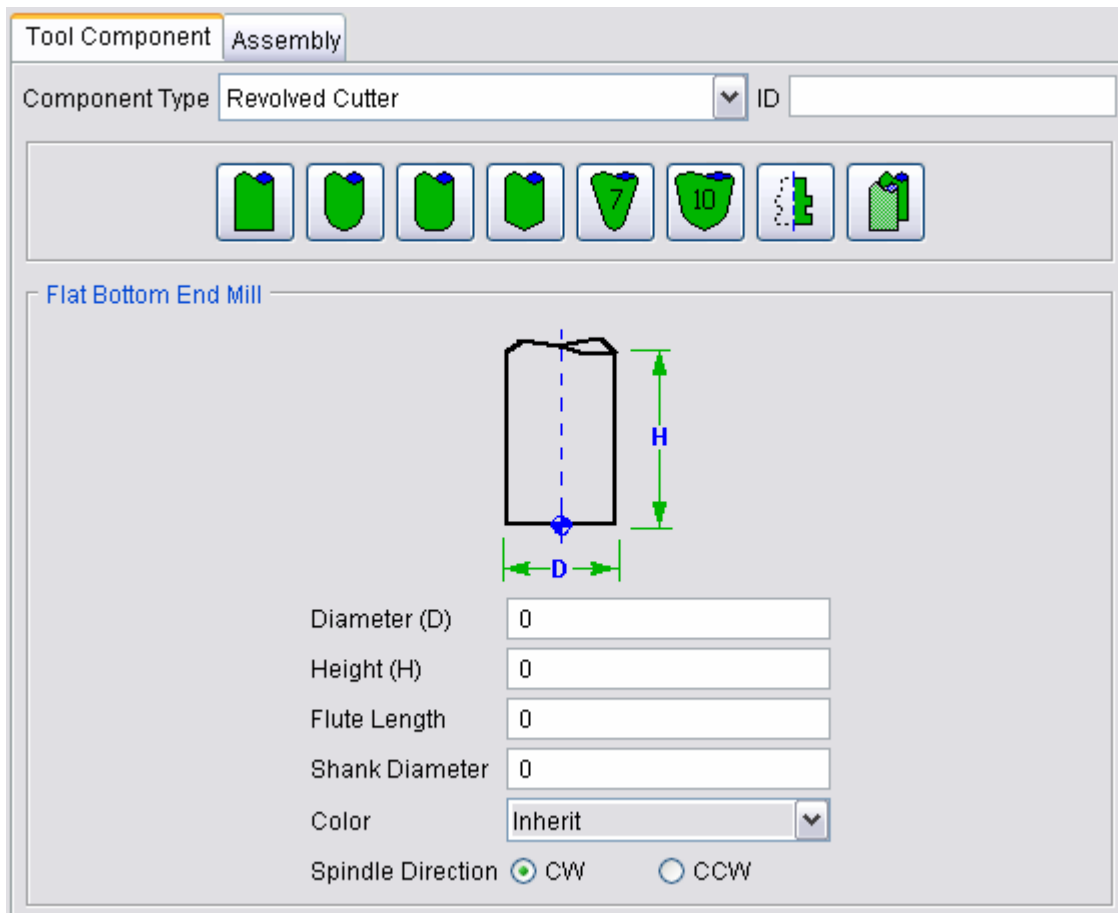 Tool Component Assembly
Component Type Revolved Cutter ID
7 10
Flat Bottom End Mill
H
D
Diameter (D) 0
Height (H) 0
Flute Length 0
Shank Diameter 0
Color Inherit
Spindle Direction CW CCW